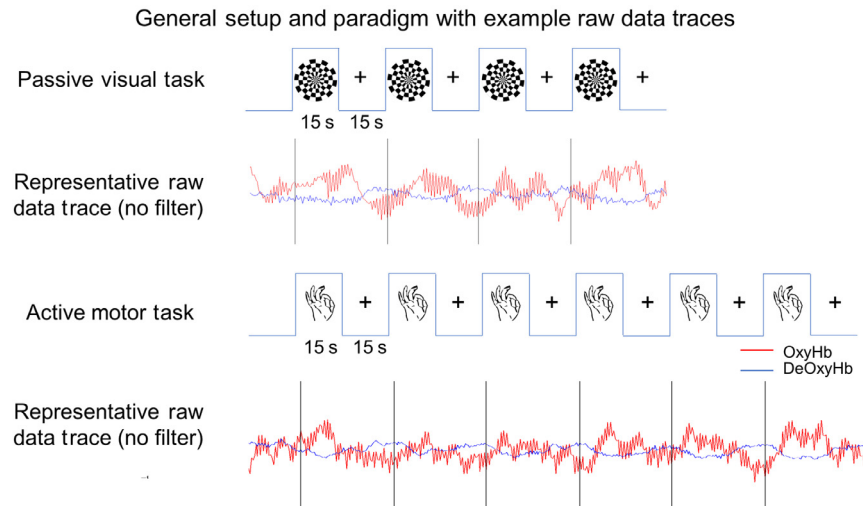 General setup and paradigm with example raw data traces
Passive visual task
+ + + +
15 s 15 s
Representative raw
data trace (no filter)
Active motor task
+ + + + + +
15 s 15 s
OxyHb
DeOxyHb
Representative raw
data trace (no filter)